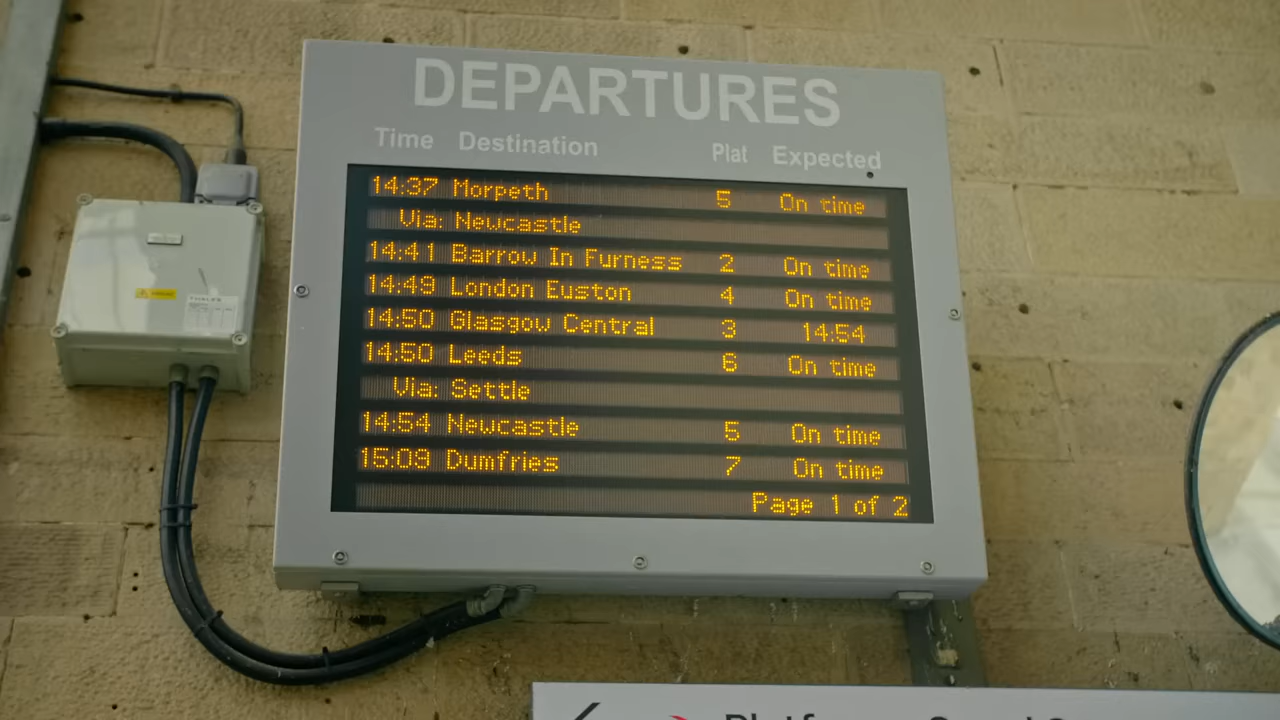 DEPARTURES
Time Destination Plat Expected
14:37 Morpeth 5 On time
Via: Newcastle
14:41 Barrow In Furness 2 On time
14:49 London Euston 4 On time
14:50 Glasgow Central 3 14:54
14:50 Leeds 6 On time
Via: Settle
14:54 Newcastle 5 On time
15:09 Dumfries 7 On time
Page 1 of 2
THALES